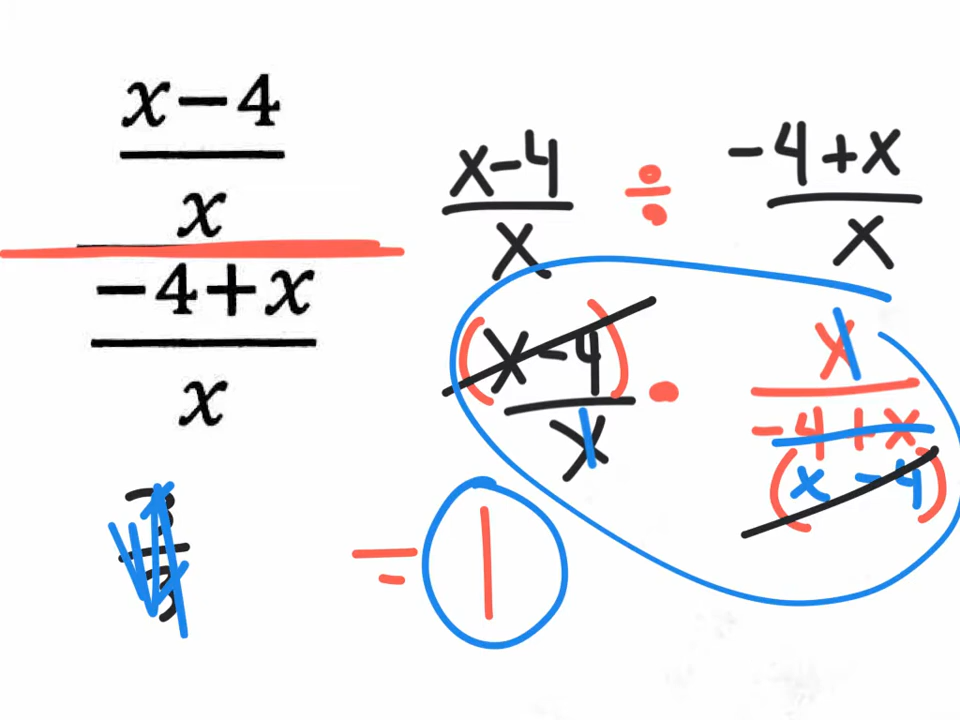 x-4
x
-4+x
x
x-4
x
÷
-4+x
x
(x-4)
x
·
x
-4+x
(x-4)
= 1